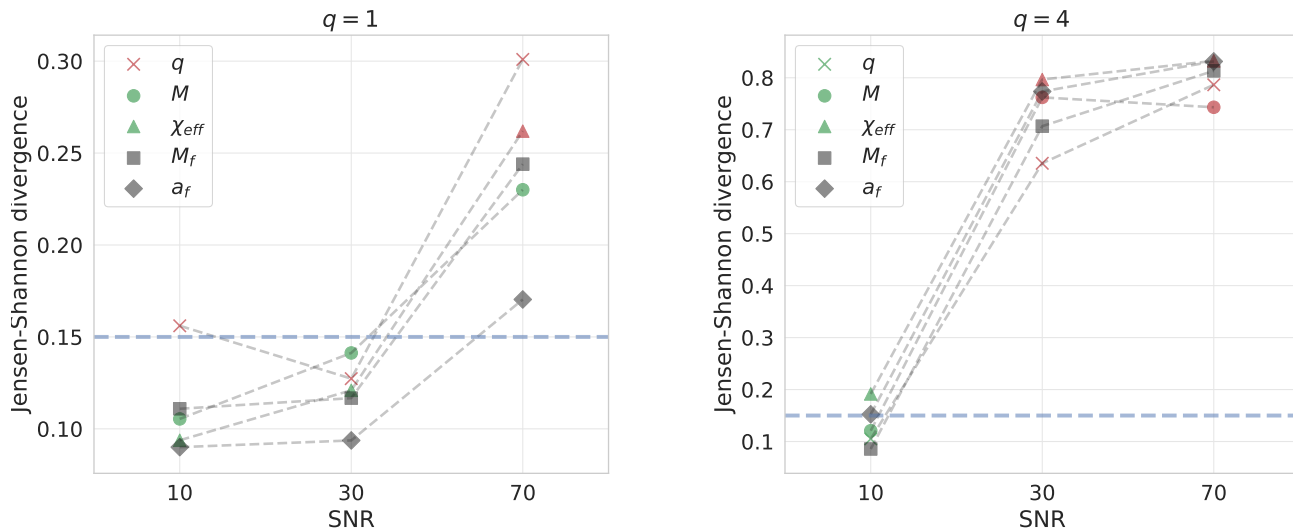 q = 1
Jensen-Shannon divergence
0.30
0.25
0.20
0.15
0.10
q
M
χeff
Mf
af
10 30 70
SNR
q = 4
Jensen-Shannon divergence
0.8
0.7
0.6
0.5
0.4
0.3
0.2
0.1
q
M
χeff
Mf
af
10 30 70
SNR